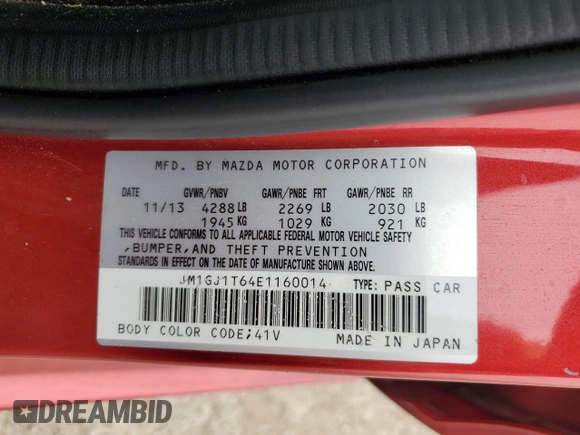 MFD. BY MAZDA MOTOR CORPORATION
DATE GVWR/PNBV GAWR/PNBE FRT GAWR/PNBE RR
11/13 4288 LB 2269 LB 2030 LB
1945 KG 1029 KG 921 KG
THIS VEHICLE CONFORMS TO ALL APPLICABLE FEDERAL MOTOR VEHICLE SAFETY
,BUMPER,AND THEFT PREVENTION
STANDARDS IN EFFECT ON THE DATE OF MANUFACTURE SHOWN ABOVE.
JM1GJ1T64E1160014 TYPE: PASS CAR
BODY COLOR CODE;41V MADE IN JAPAN
DREAMBID